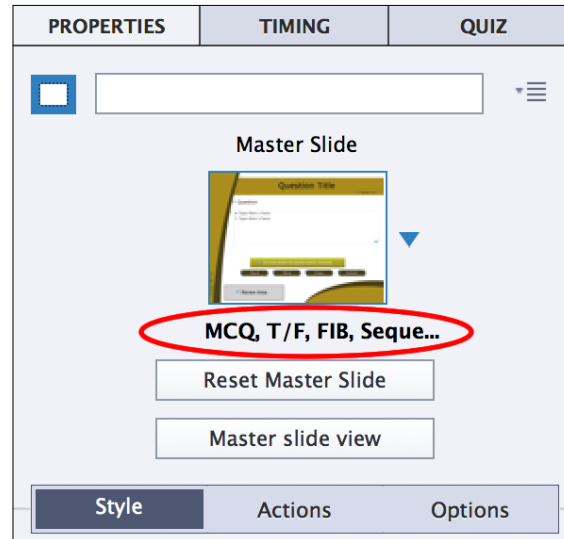 PROPERTIES TIMING QUIZ
Master Slide
Question Title
Question
MCQ, T/F, FIB, Seque...
Reset Master Slide
Master slide view
Style Actions Options